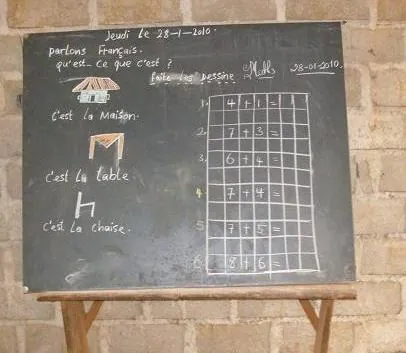 Jeudi le 28-1-2010.
parlons Français.
qu'est-ce que c'est ?
faite les dessine
Maths
28-01-2010.
c'est la Maison.
c'est la table
c'est la chaise.
1. 4 + 1 =
2. 7 + 3 =
3. 6 + 4 =
4. 7 + 4 =
5. 7 + 5 =
6. 8 + 6 =